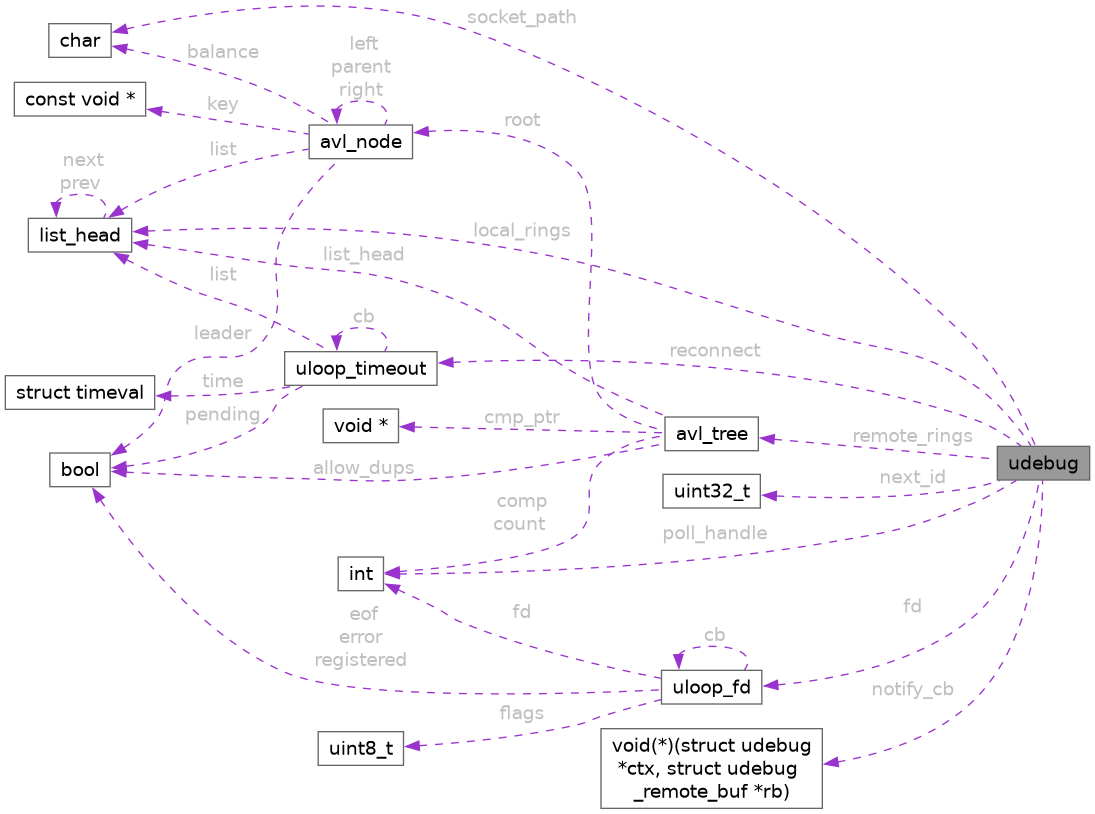 socket_path
char
left
parent
right
balance
const void *
key
root
avl_node
list
next
prev
list_head
local_rings
list_head
list
leader
cb
reconnect
uloop_timeout
struct timeval
time
pending
void *
cmp_ptr
avl_tree
remote_rings
udebug
bool
allow_dups
uint32_t
next_id
comp
count
poll_handle
int
fd
fd
eof
error
registered
cb
uloop_fd
notify_cb
flags
uint8_t
void(*)(struct udebug
*ctx, struct udebug
_remote_buf *rb)